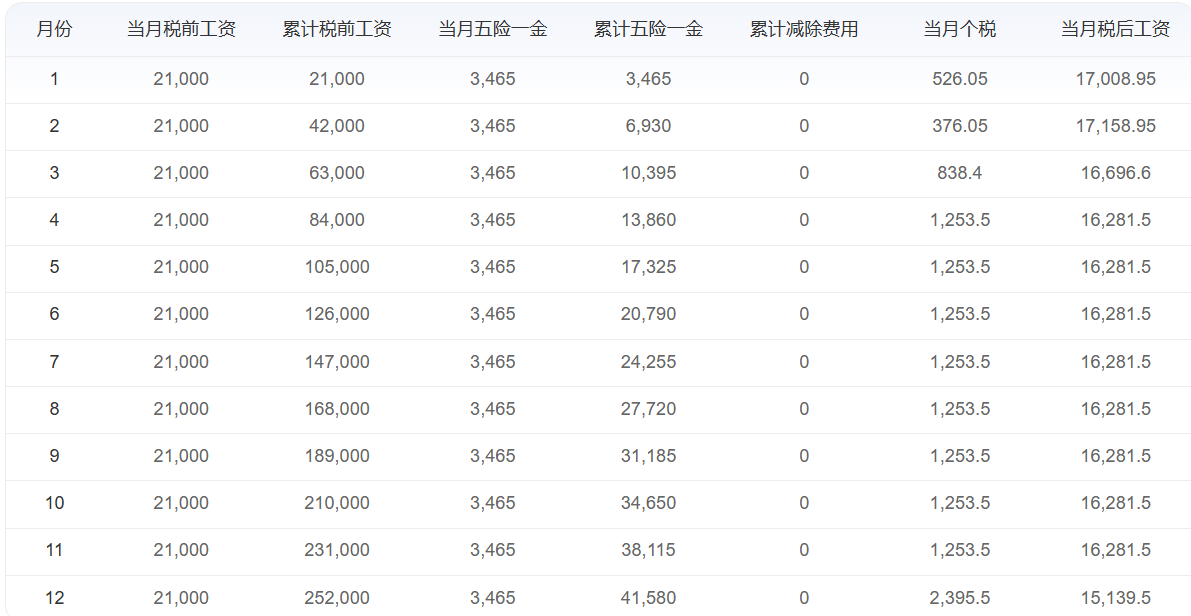 月份 当月税前工资 累计税前工资 当月五险一金 累计五险一金 累计减除费用 当月个税 当月税后工资
1 21,000 21,000 3,465 3,465 0 526.05 17,008.95
2 21,000 42,000 3,465 6,930 0 376.05 17,158.95
3 21,000 63,000 3,465 10,395 0 838.4 16,696.6
4 21,000 84,000 3,465 13,860 0 1,253.5 16,281.5
5 21,000 105,000 3,465 17,325 0 1,253.5 16,281.5
6 21,000 126,000 3,465 20,790 0 1,253.5 16,281.5
7 21,000 147,000 3,465 24,255 0 1,253.5 16,281.5
8 21,000 168,000 3,465 27,720 0 1,253.5 16,281.5
9 21,000 189,000 3,465 31,185 0 1,253.5 16,281.5
10 21,000 210,000 3,465 34,650 0 1,253.5 16,281.5
11 21,000 231,000 3,465 38,115 0 1,253.5 16,281.5
12 21,000 252,000 3,465 41,580 0 2,395.5 15,139.5